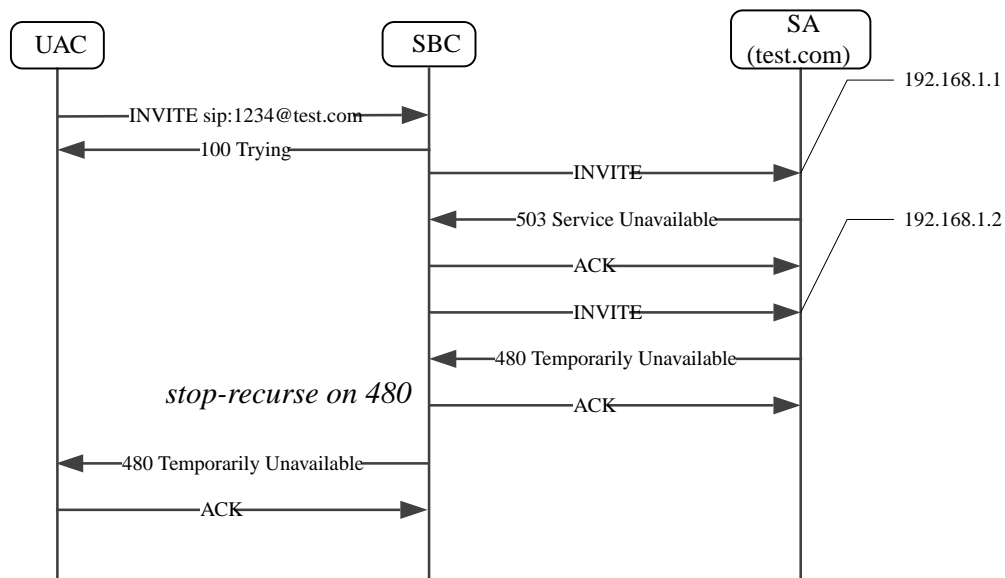 UAC
SBC
SA
(test.com)
192.168.1.1
INVITE sip:1234@test.com
100 Trying
INVITE
503 Service Unavailable
192.168.1.2
ACK
INVITE
480 Temporarily Unavailable
stop-recurse on 480
ACK
480 Temporarily Unavailable
ACK